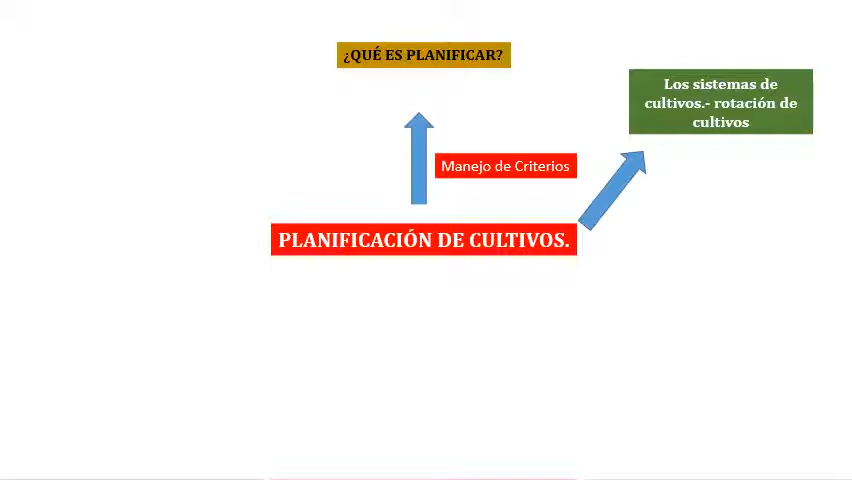 ¿QUÉ ES PLANIFICAR?
Los sistemas de
cultivos.- rotación de
cultivos
Manejo de Criterios
PLANIFICACIÓN DE CULTIVOS.